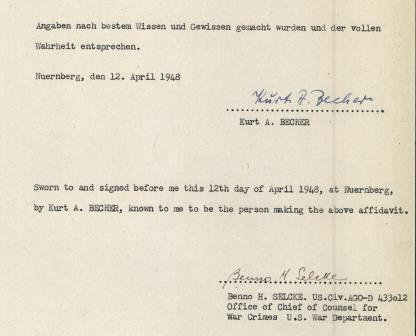 Angaben nach bestem Wissen und Gewissen gemacht wurden und der vollen
Wahrheit entsprechen.
Nuernberg, den 12. April 1948
Kurt A. Becher
Kurt A. BECHER
Sworn to and signed before me this 12th day of April 1948, at Nuernberg,
by Kurt A. BECHER, known to me to be the person making the above affidavit.
Benno H Selcke
Benno H. SELCKE. US.Civ.AGO-D 433o12
Office of Chief of Counsel for
War Crimes U.S. War Department.